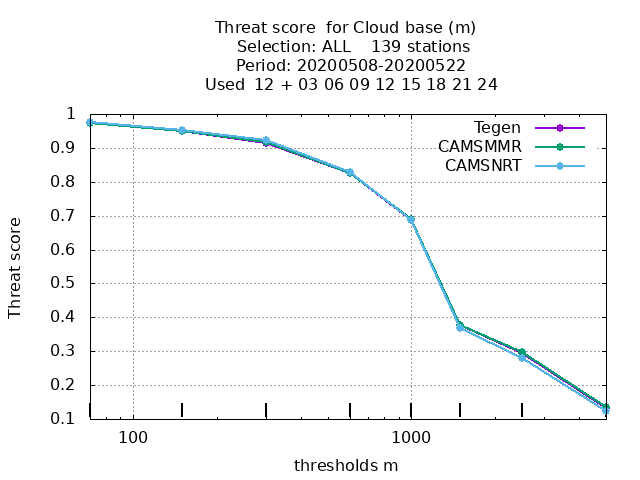 Threat score  for Cloud base (m)
Selection: ALL    139 stations
Period: 20200508-20200522
Used  12 + 03 06 09 12 15 18 21 24
Tegen
CAMSMMR
CAMSNRT
Threat score
1
0.9
0.8
0.7
0.6
0.5
0.4
0.3
0.2
0.1
100
1000
thresholds m